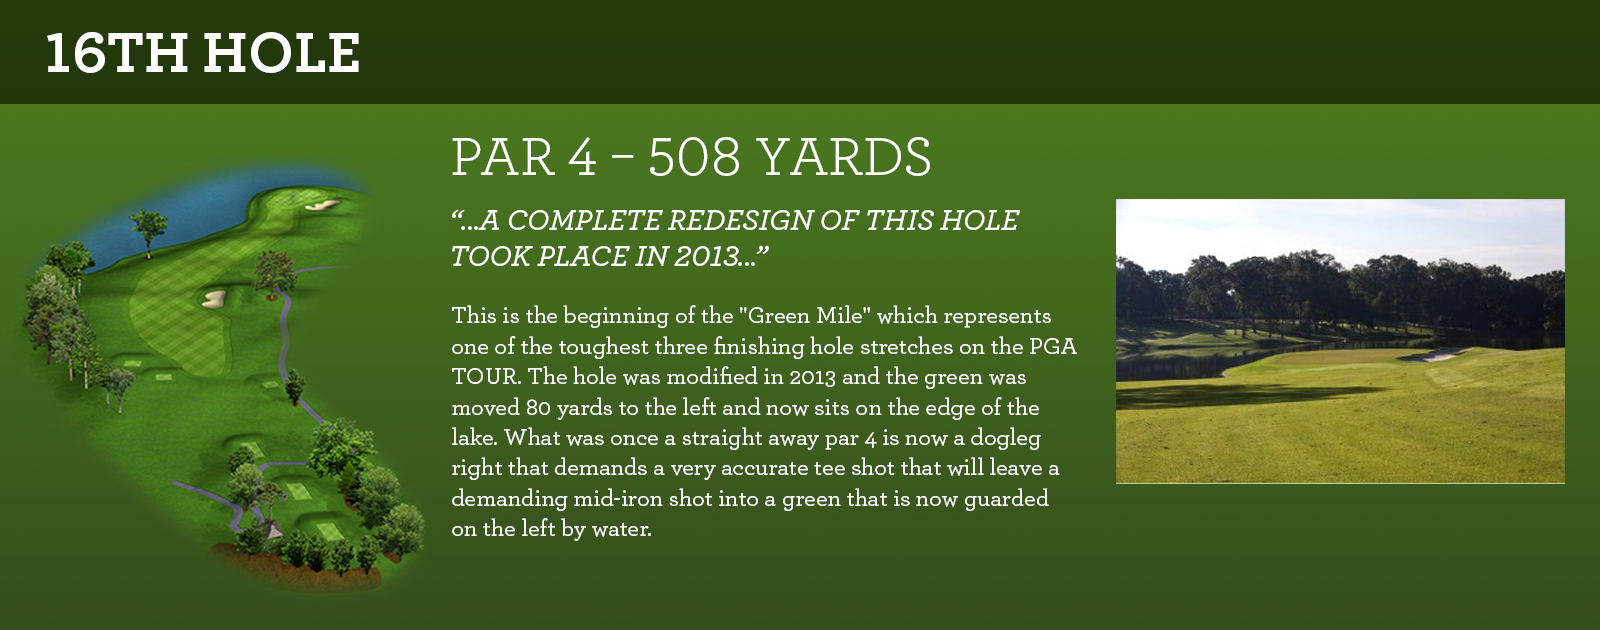 16TH HOLE
PAR 4 – 508 YARDS
“...A COMPLETE REDESIGN OF THIS HOLE
TOOK PLACE IN 2013...”
This is the beginning of the "Green Mile" which represents
one of the toughest three finishing hole stretches on the PGA
TOUR. The hole was modified in 2013 and the green was
moved 80 yards to the left and now sits on the edge of the
lake. What was once a straight away par 4 is now a dogleg
right that demands a very accurate tee shot that will leave a
demanding mid-iron shot into a green that is now guarded
on the left by water.